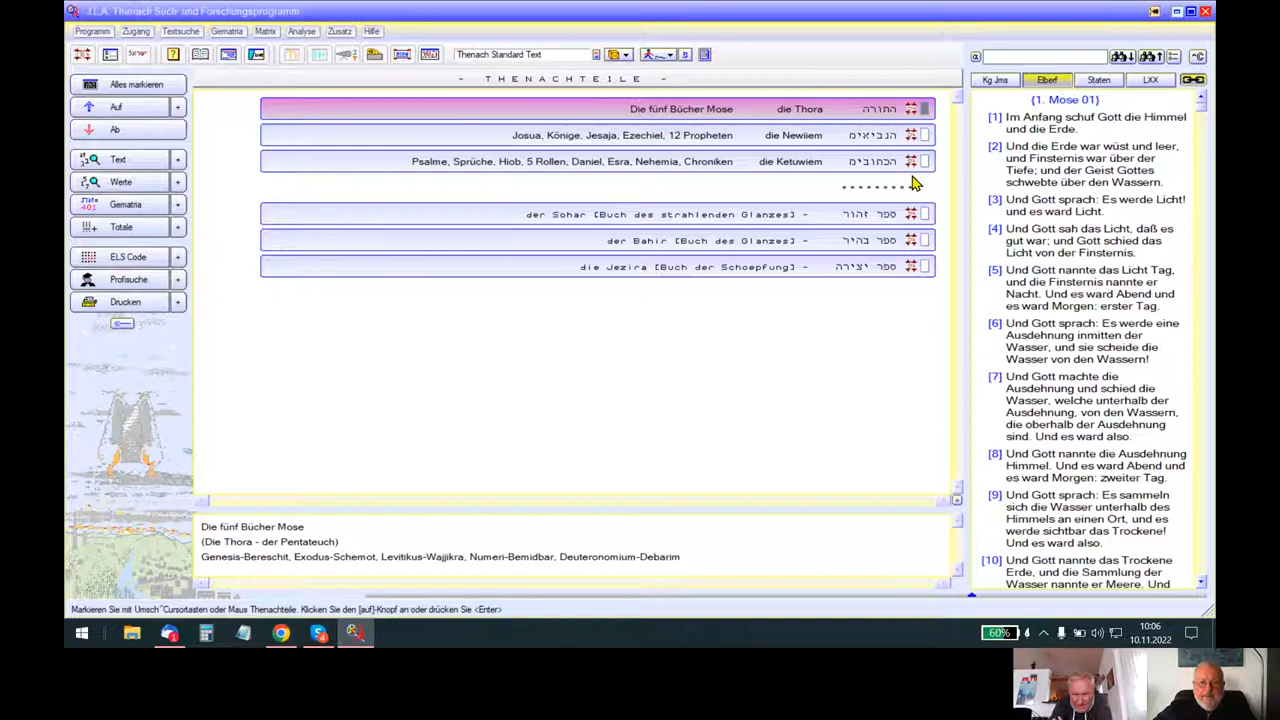 J.L.A. Thenach Such- und Forschungsprogramm
Programm Zugang Textsuche Gematria Matrix Analyse Zusatz Hilfe
Thenach Standard Text
Alles markieren
Auf
Ab
Text
Werte
Gematria
Totale
ELS Code
Profisuche
Drucken
- THENACHTEILE -
Die fünf Bücher Mose die Thora התורה
Josua, Könige, Jesaja, Ezechiel, 12 Propheten die Newiiem הנביאים
Psalme, Sprüche, Hiob, 5 Rollen, Daniel, Esra, Nehemia, Chroniken die Ketuwiem הכתובים
der Sohar [Buch des strahlenden Glanzes] - ספר זהור
der Bahir [Buch des Glanzes] - ספר בהיר
die Jezira [Buch der Schoepfung] - ספר יצירה
Die fünf Bücher Mose
(Die Thora - der Pentateuch)
Genesis-Bereschit, Exodus-Schemot, Levitikus-Wajjikra, Numeri-Bemidbar, Deuteronomium-Debarim
Kg Jms Elberf Staten LXX
{1. Mose 01}
[1] Im Anfang schuf Gott die Himmel
und die Erde.
[2] Und die Erde war wüst und leer,
und Finsternis war über der
Tiefe; und der Geist Gottes
schwebte über den Wassern.
[3] Und Gott sprach: Es werde Licht!
und es ward Licht.
[4] Und Gott sah das Licht, daß es
gut war; und Gott schied das
Licht von der Finsternis.
[5] Und Gott nannte das Licht Tag,
und die Finsternis nannte er
Nacht. Und es ward Abend und
es ward Morgen: erster Tag.
[6] Und Gott sprach: Es werde eine
Ausdehnung inmitten der
Wasser, und sie scheide die
Wasser von den Wassern!
[7] Und Gott machte die
Ausdehnung und schied die
Wasser, welche unterhalb der
Ausdehnung, von den Wassern,
die oberhalb der Ausdehnung
sind. Und es ward also.
[8] Und Gott nannte die Ausdehnung
Himmel. Und es ward Abend und
es ward Morgen: zweiter Tag.
[9] Und Gott sprach: Es sammeln
sich die Wasser unterhalb des
Himmels an einen Ort, und es
werde sichtbar das Trockene!
Und es ward also.
[10] Und Gott nannte das Trockene
Erde, und die Sammlung der
Wasser nannte er Meere. Und
Markieren Sie mit Umsch^Cursortasten oder Maus Thenachteile. Klicken Sie den [auf]-Knopf an oder drücken Sie <Enter>
60%
10:06
10.11.2022